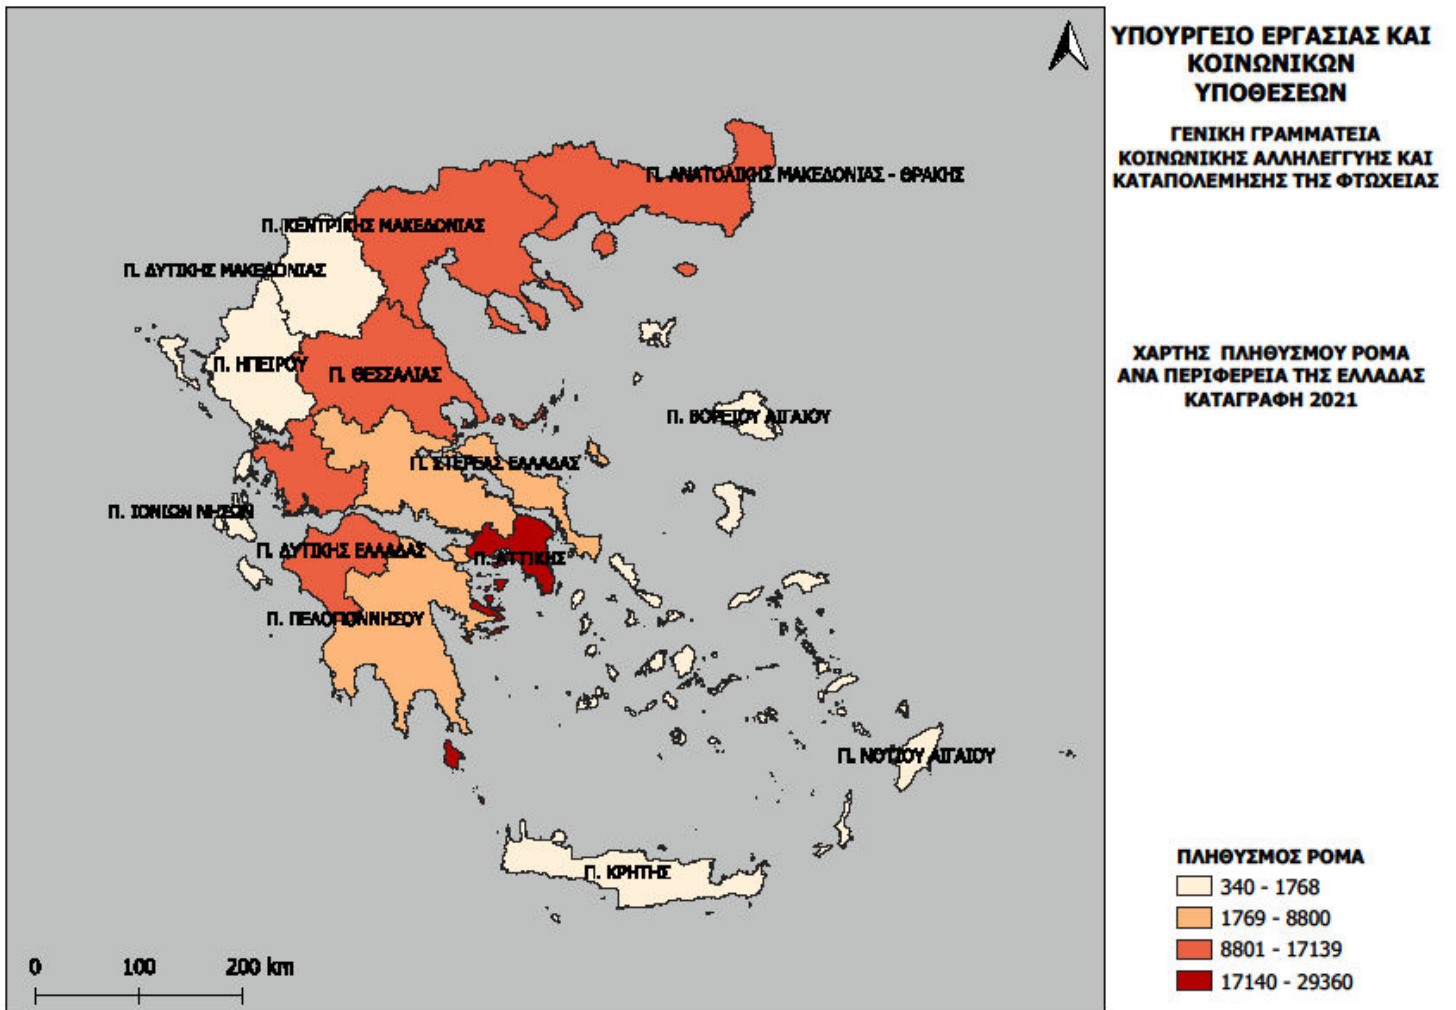 ΥΠΟΥΡΓΕΙΟ ΕΡΓΑΣΙΑΣ ΚΑΙ
ΚΟΙΝΩΝΙΚΩΝ
ΥΠΟΘΕΣΕΩΝ
ΓΕΝΙΚΗ ΓΡΑΜΜΑΤΕΙΑ
ΚΟΙΝΩΝΙΚΗΣ ΑΛΛΗΛΕΓΓΥΗΣ ΚΑΙ
ΚΑΤΑΠΟΛΕΜΗΣΗΣ ΤΗΣ ΦΤΩΧΕΙΑΣ
ΧΑΡΤΗΣ ΠΛΗΘΥΣΜΟΥ ΡΟΜΑ
ΑΝΑ ΠΕΡΙΦΕΡΕΙΑ ΤΗΣ ΕΛΛΑΔΑΣ
ΚΑΤΑΓΡΑΦΗ 2021
Π. ΑΝΑΤΟΛΙΚΗΣ ΜΑΚΕΔΟΝΙΑΣ - ΘΡΑΚΗΣ
Π. ΚΕΝΤΡΙΚΗΣ ΜΑΚΕΔΟΝΙΑΣ
Π. ΔΥΤΙΚΗΣ ΜΑΚΕΔΟΝΙΑΣ
Π. ΗΠΕΙΡΟΥ
Π. ΘΕΣΣΑΛΙΑΣ
Π. ΒΟΡΕΙΟΥ ΑΙΓΑΙΟΥ
Π. ΣΤΕΡΕΑΣ ΕΛΛΑΔΑΣ
Π. ΙΟΝΙΩΝ ΝΗΣΩΝ
Π. ΔΥΤΙΚΗΣ ΕΛΛΑΔΑΣ
Π. ΑΤΤΙΚΗΣ
Π. ΠΕΛΟΠΟΝΝΗΣΟΥ
Π. ΝΟΤΙΟΥ ΑΙΓΑΙΟΥ
Π. ΚΡΗΤΗΣ
ΠΛΗΘΥΣΜΟΣ ΡΟΜΑ
340 - 1768
1769 - 8800
8801 - 17139
17140 - 29360
0 100 200 km